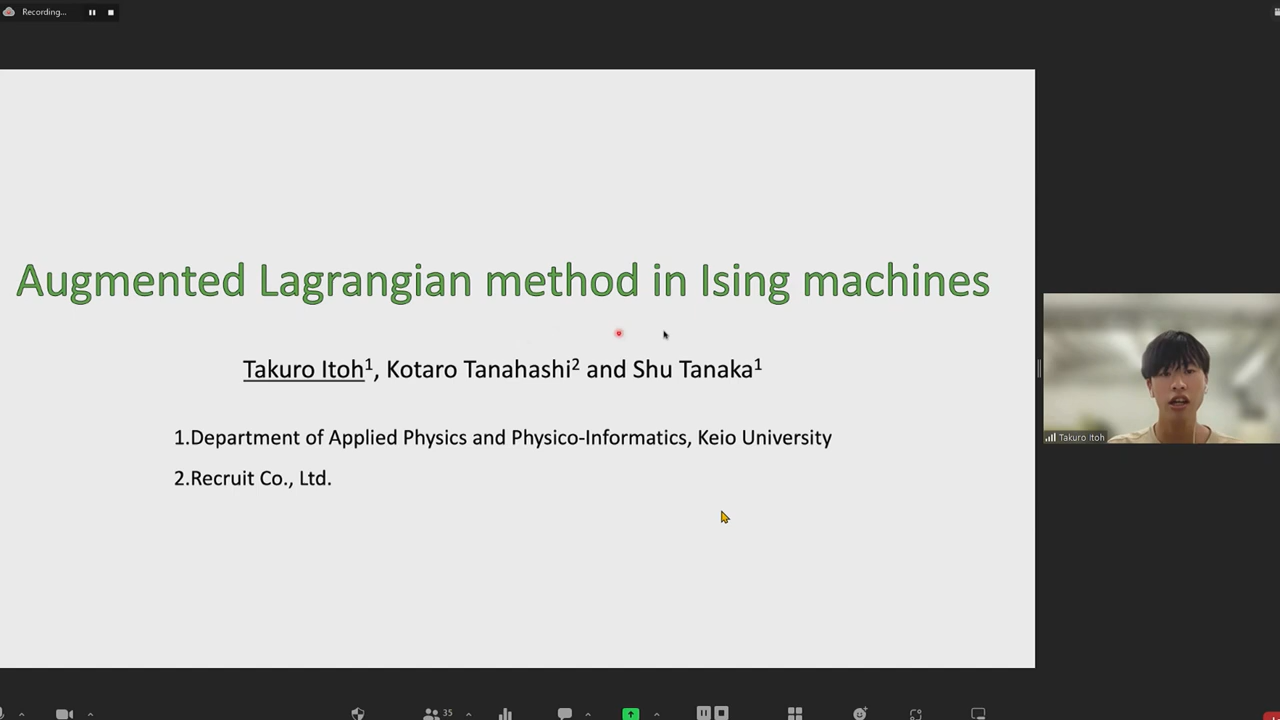 Recording...
Augmented Lagrangian method in Ising machines
Takuro Itoh¹, Kotaro Tanahashi² and Shu Tanaka¹
1.Department of Applied Physics and Physico-Informatics, Keio University
2.Recruit Co., Ltd.
Takuro Itoh
35